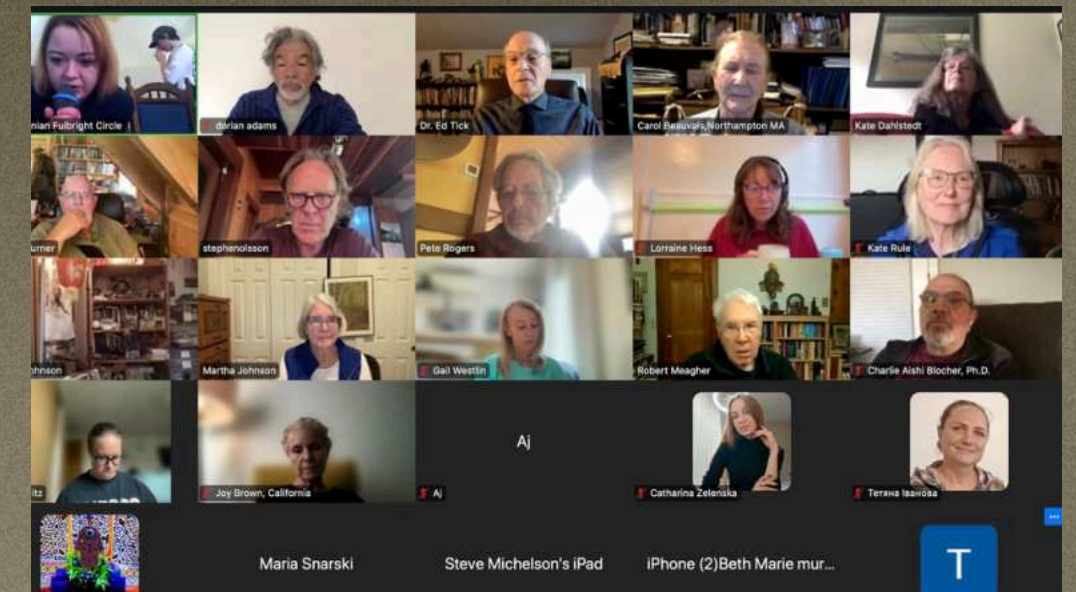 nian Fulbright Circle
dorian adams
Dr. Ed Tick
Carol Beauvais, Northampton MA
Kate Dahlstedt
urner
stephenolsson
Pete Rogers
Lorraine Hess
Kate Rule
ohnson
Martha Johnson
Gail Westlin
Robert Meagher
Charlie Aishi Blocher, Ph.D.
itz
Joy Brown, California
Aj
Aj
Catharina Zelenska
Тетяна Іванова
Maria Snarski
Steve Michelson's iPad
iPhone (2)Beth Marie mur...
T